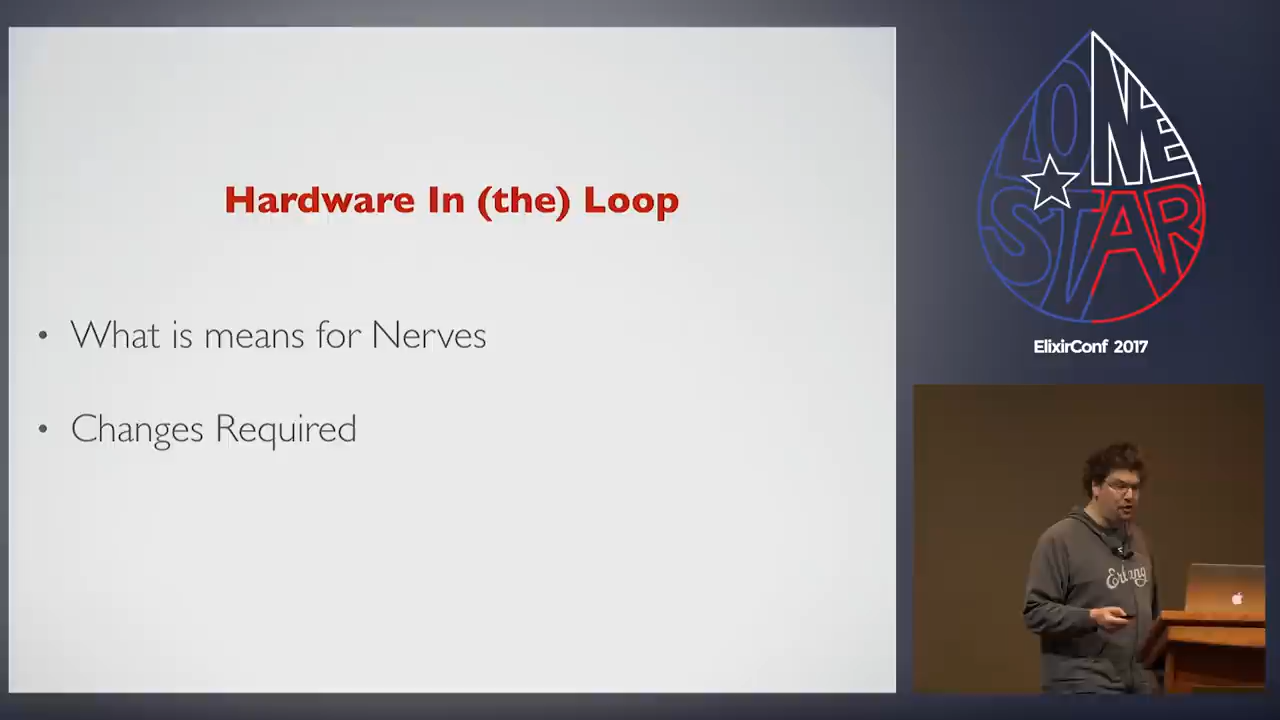 Hardware In (the) Loop
• What is means for Nerves
• Changes Required
LONE
STAR
ElixirConf 2017
Erlang